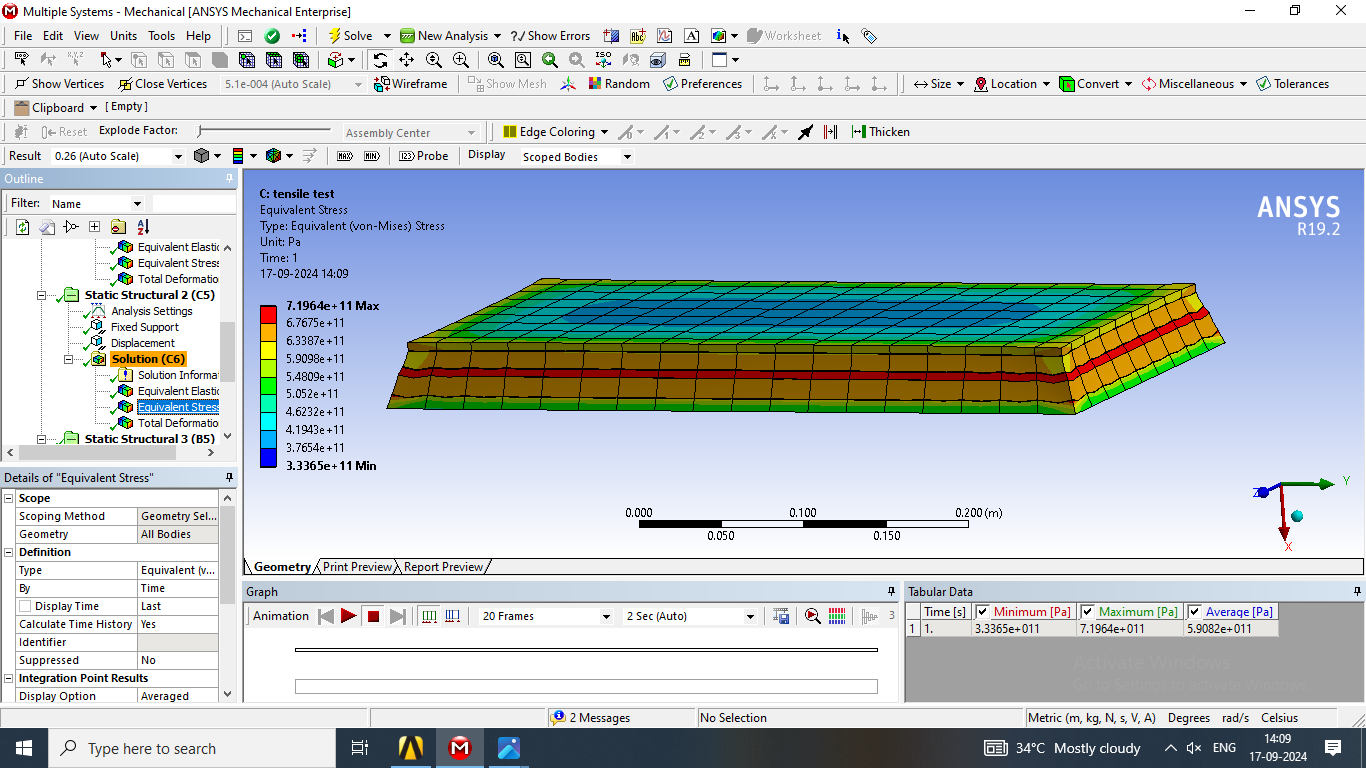 Multiple Systems - Mechanical [ANSYS Mechanical Enterprise]
File Edit View Units Tools Help Solve New Analysis Show Errors Worksheet
Show Vertices Close Vertices 5.1e-004 (Auto Scale) Wireframe Show Mesh Random Preferences Size Location Convert Miscellaneous Tolerances
Clipboard [ Empty ]
Reset Explode Factor: Assembly Center Edge Coloring Thicken
Result 0.26 (Auto Scale) MAX MIN 123 Probe Display Scoped Bodies
Outline
Filter: Name
Equivalent Elastic
Equivalent Stress
Total Deformatio
Static Structural 2 (C5)
Analysis Settings
Fixed Support
Displacement
Solution (C6)
Solution Informa
Equivalent Elastic
Equivalent Stress
Total Deformatio
Static Structural 3 (B5)
Details of "Equivalent Stress"
Scope
Scoping Method Geometry Sel...
Geometry All Bodies
Definition
Type Equivalent (v...
By Time
Display Time Last
Calculate Time History Yes
Identifier
Suppressed No
Integration Point Results
Display Option Averaged
C: tensile test
Equivalent Stress
Type: Equivalent (von-Mises) Stress
Unit: Pa
Time: 1
17-09-2024 14:09
7.1964e+11 Max
6.7675e+11
6.3387e+11
5.9098e+11
5.4809e+11
5.052e+11
4.6232e+11
4.1943e+11
3.7654e+11
3.3365e+11 Min
ANSYS
R19.2
0.000 0.100 0.200 (m)
0.050 0.150
Y
Z
X
Geometry Print Preview Report Preview
Graph
Animation 20 Frames 2 Sec (Auto) 3
Tabular Data
Time [s] Minimum [Pa] Maximum [Pa] Average [Pa]
1 1. 3.3365e+011 7.1964e+011 5.9082e+011
Activate Windows
Go to Settings to activate Windows.
2 Messages No Selection Metric (m, kg, N, s, V, A) Degrees rad/s Celsius
Type here to search
34°C Mostly cloudy ENG
14:09
17-09-2024